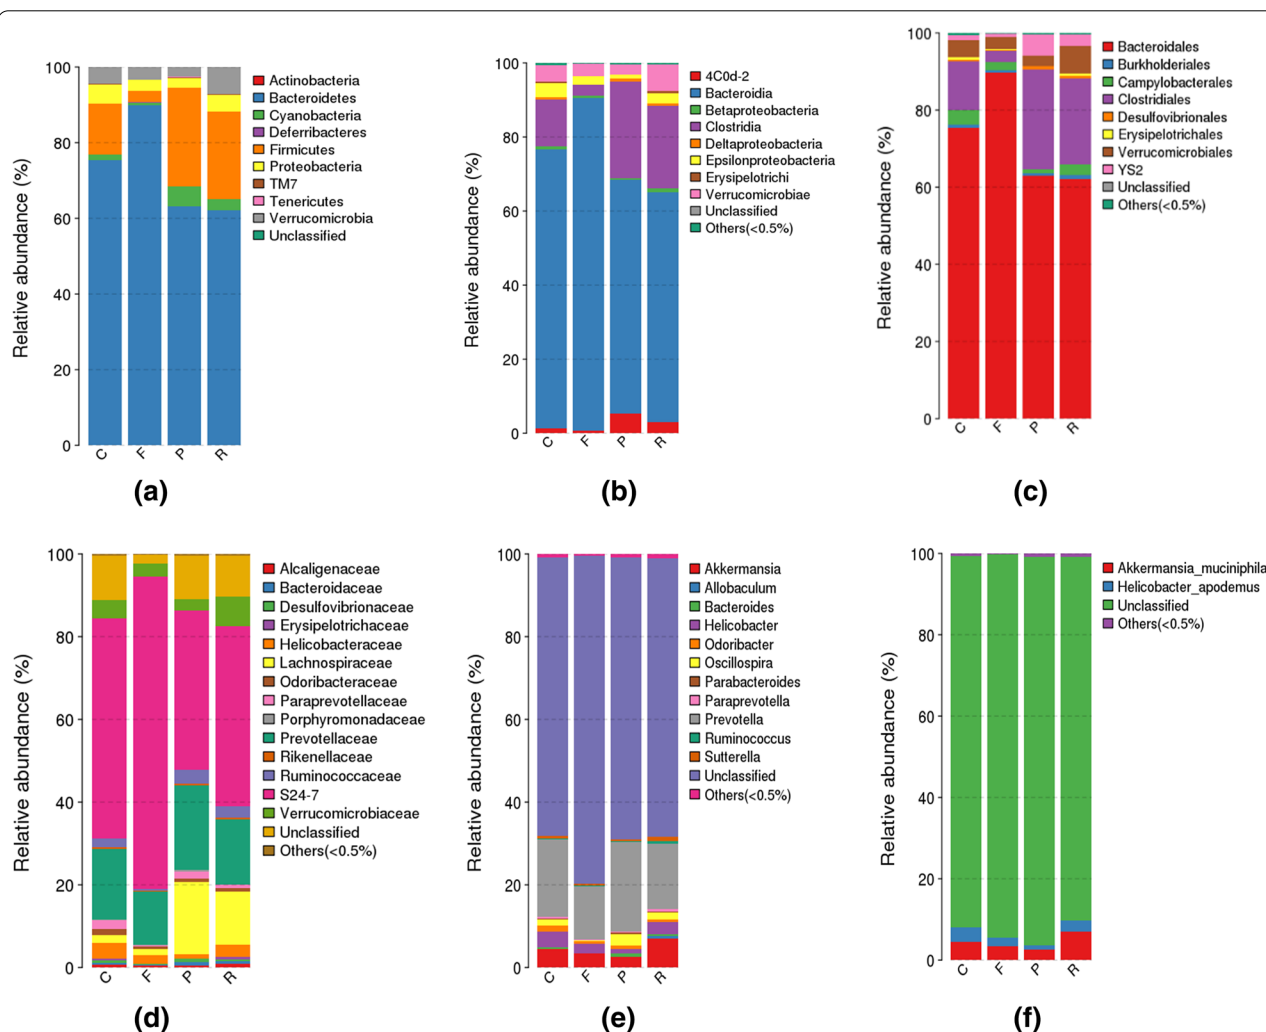 100
80
60
40
20
0
Relative abundance (%)
C F P R
Actinobacteria
Bacteroidetes
Cyanobacteria
Deferribacteres
Firmicutes
Proteobacteria
TM7
Tenericutes
Verrucomicrobia
Unclassified
(a)
100
80
60
40
20
0
Relative abundance (%)
C F P R
4C0d-2
Bacteroidia
Betaproteobacteria
Clostridia
Deltaproteobacteria
Epsilonproteobacteria
Erysipelotrichi
Verrucomicrobiae
Unclassified
Others(<0.5%)
(b)
100
80
60
40
20
0
Relative abundance (%)
C F P R
Bacteroidales
Burkholderiales
Campylobacterales
Clostridiales
Desulfovibrionales
Erysipelotrichales
Verrucomicrobiales
YS2
Unclassified
Others(<0.5%)
(c)
100
80
60
40
20
0
Relative abundance (%)
C F P R
Alcaligenaceae
Bacteroidaceae
Desulfovibrionaceae
Erysipelotrichaceae
Helicobacteraceae
Lachnospiraceae
Odoribacteraceae
Paraprevotellaceae
Porphyromonadaceae
Prevotellaceae
Rikenellaceae
Ruminococcaceae
S24-7
Verrucomicrobiaceae
Unclassified
Others(<0.5%)
(d)
100
80
60
40
20
0
Relative abundance (%)
C F P R
Akkermansia
Allobaculum
Bacteroides
Helicobacter
Odoribacter
Oscillospira
Parabacteroides
Paraprevotella
Prevotella
Ruminococcus
Sutterella
Unclassified
Others(<0.5%)
(e)
100
80
60
40
20
0
Relative abundance (%)
C F P R
Akkermansia_muciniphila
Helicobacter_apodemus
Unclassified
Others(<0.5%)
(f)